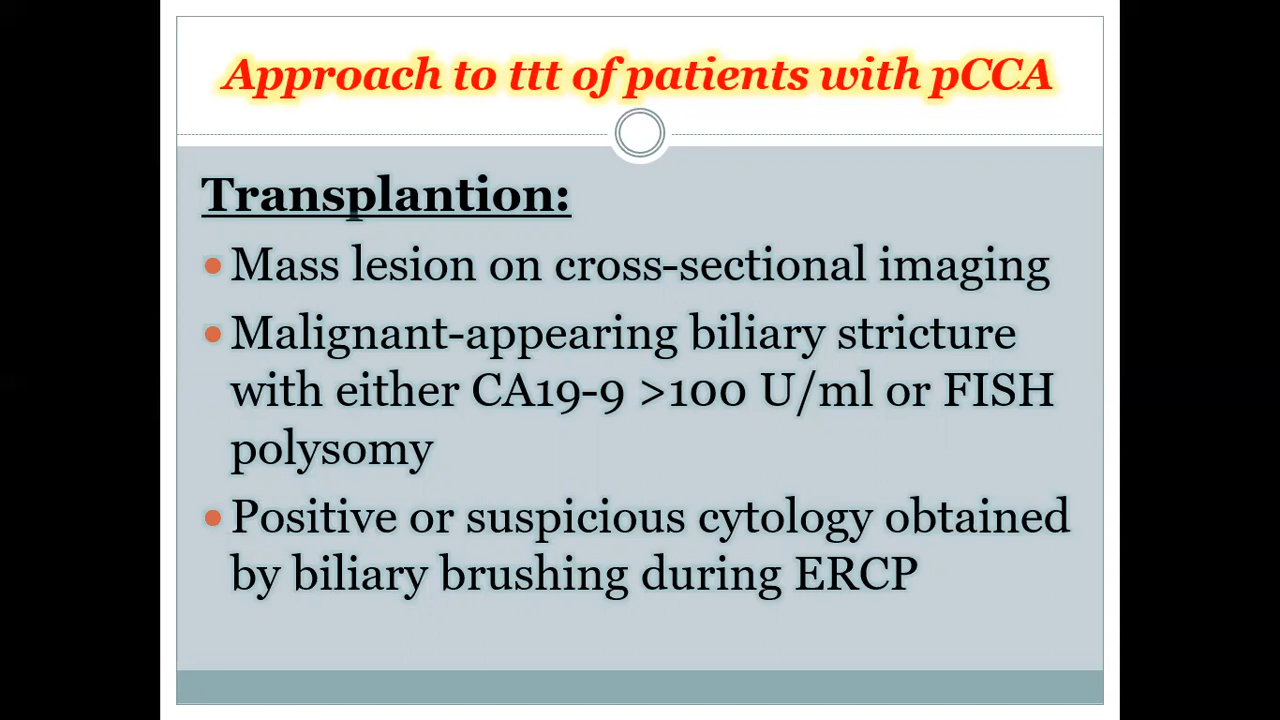 Approach to ttt of patients with pCCA
Transplantion:
• Mass lesion on cross-sectional imaging
• Malignant-appearing biliary stricture
with either CA19-9 >100 U/ml or FISH
polysomy
• Positive or suspicious cytology obtained
by biliary brushing during ERCP